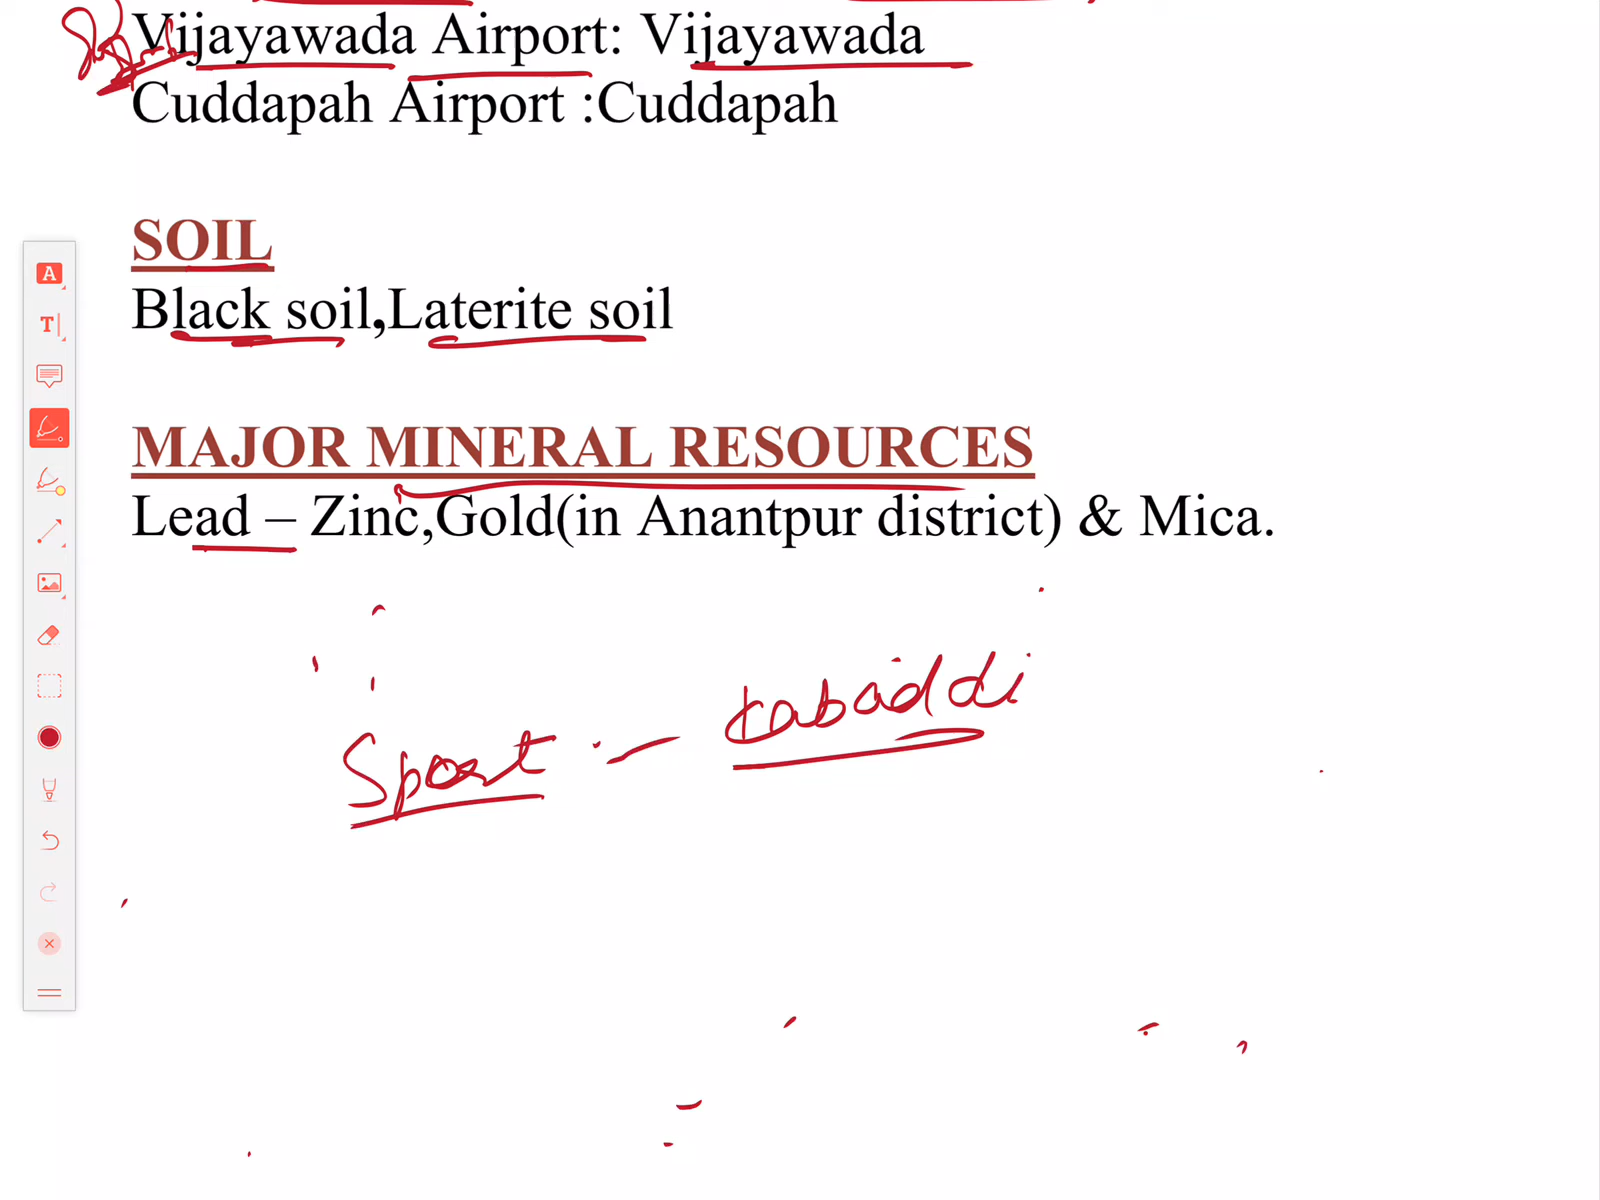 Vijayawada Airport: Vijayawada
Cuddapah Airport :Cuddapah
SOIL
Black soil,Laterite soil
MAJOR MINERAL RESOURCES
Lead – Zinc,Gold(in Anantpur district) & Mica.
Sport :- Kabaddi